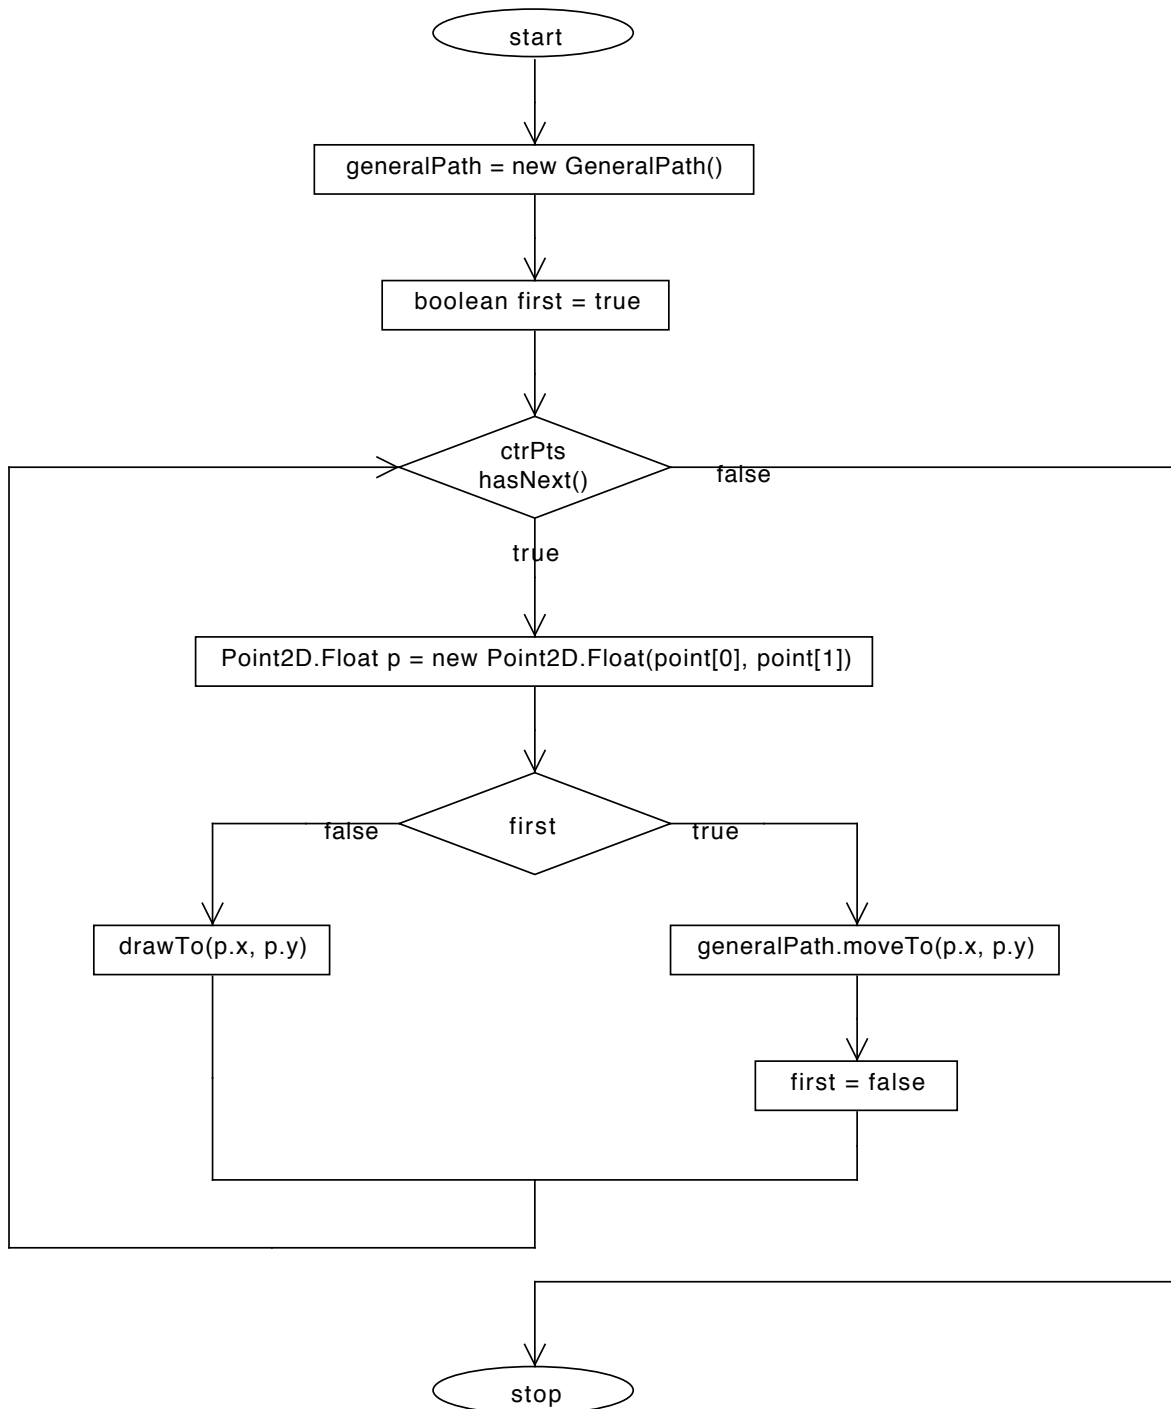 start
generalPath = new GeneralPath()
boolean first = true
ctrPts
hasNext()
false
true
Point2D.Float p = new Point2D.Float(point[0], point[1])
false
first
true
drawTo(p.x, p.y)
generalPath.moveTo(p.x, p.y)
first = false
stop